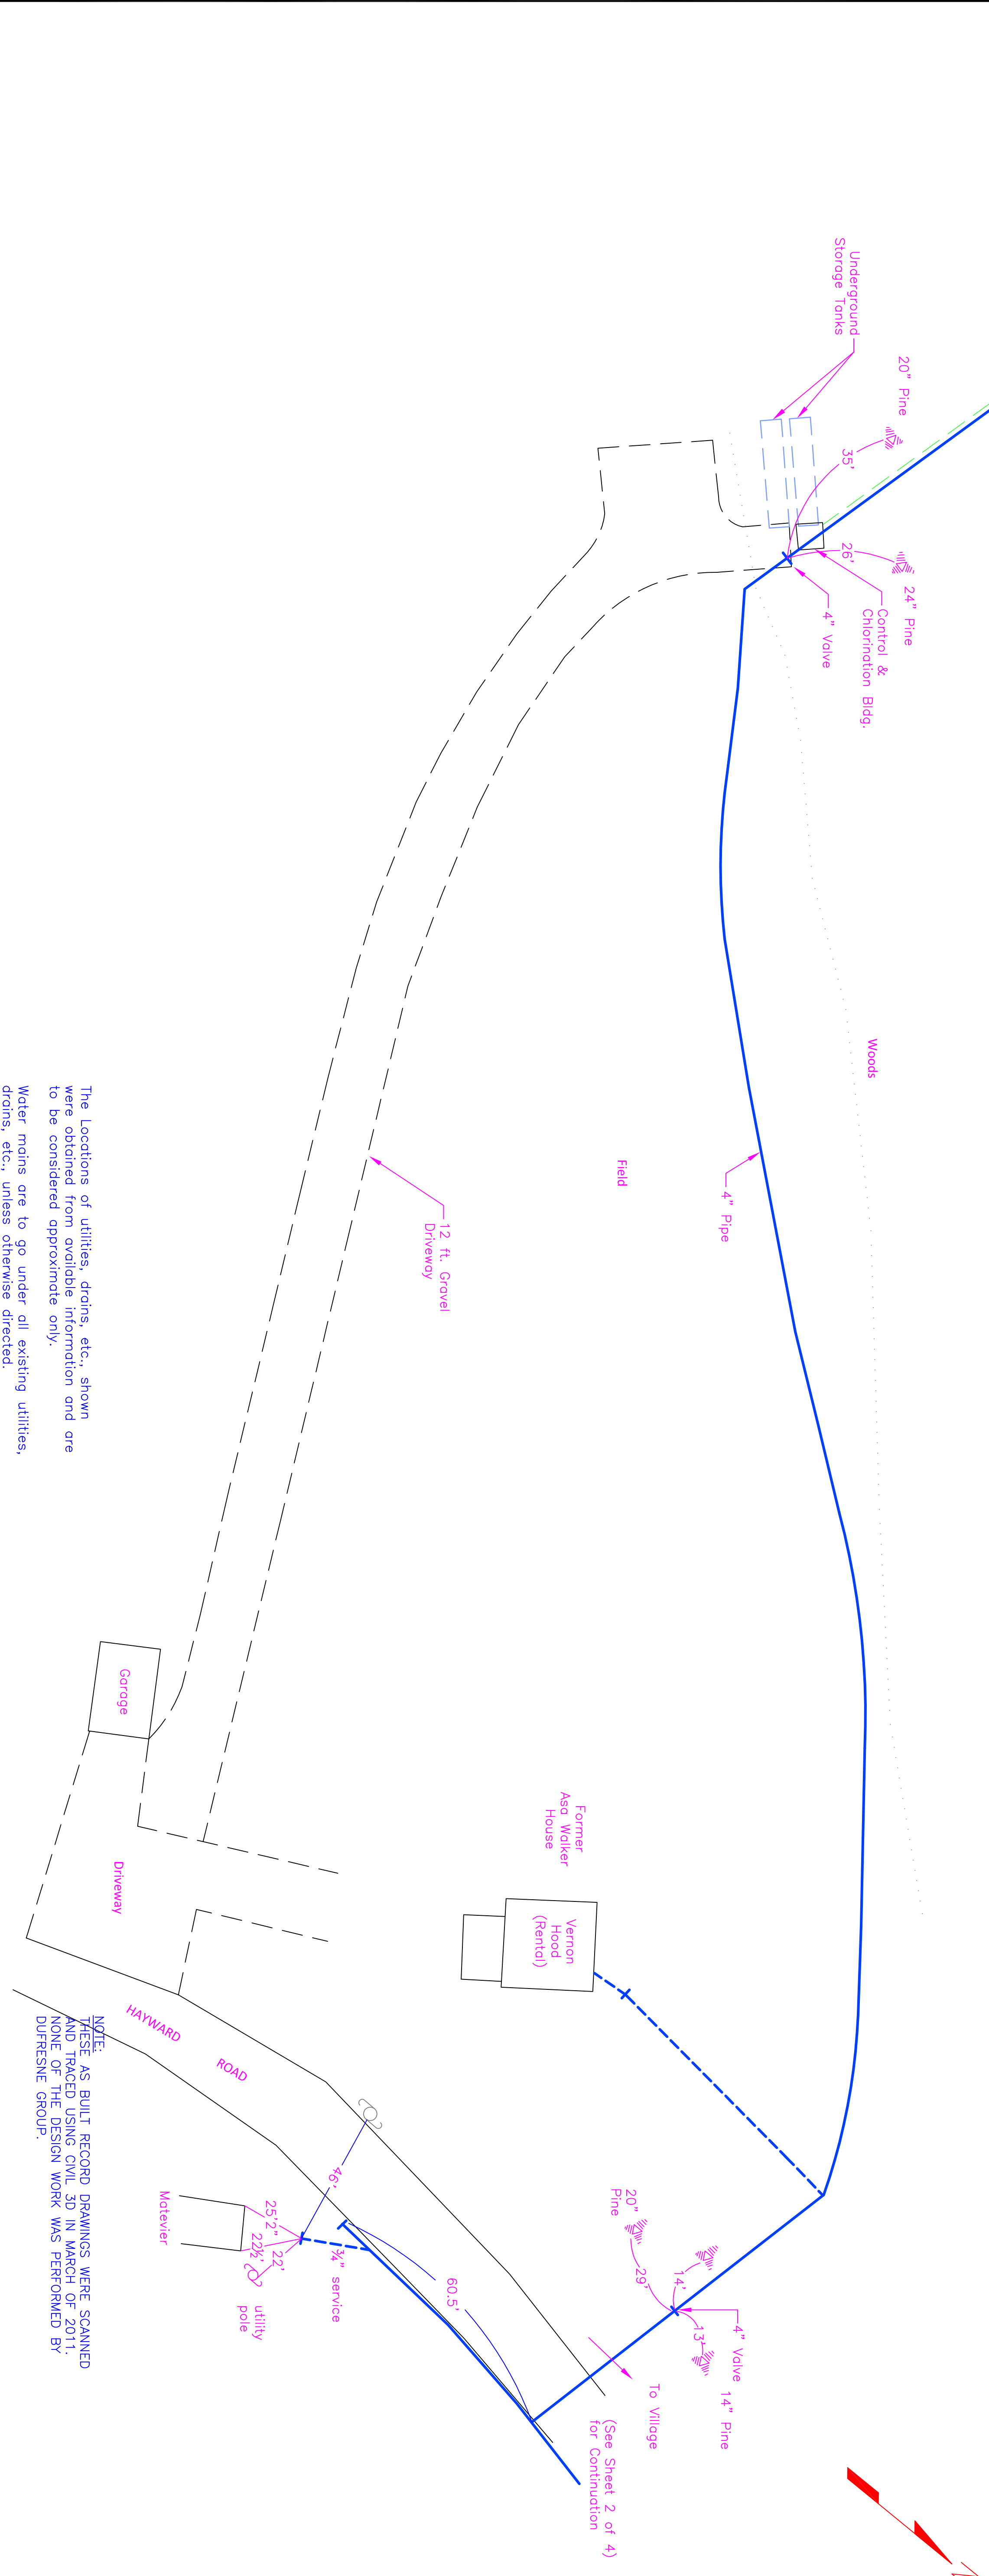 Underground
Storage Tanks
20" Pine
35'
26'
24" Pine
Control &
Chlorination Bldg.
4" Valve
Woods
Field
4" Pipe
12 ft. Gravel
Driveway
The Locations of utilities, drains, etc., shown
were obtained from available information and are
to be considered approximate only.
Water mains are to go under all existing utilities,
drains, etc., unless otherwise directed.
Garage
Driveway
Former
Asa Walker
House
Vernon
Hood
(Rental)
HAYWARD
ROAD
NOTE:
THESE AS BUILT RECORD DRAWINGS WERE SCANNED
AND TRACED USING CIVIL 3D IN MARCH OF 2011.
NONE OF THE DESIGN WORK WAS PERFORMED BY
DUFRESNE GROUP.
46'
25'2"
22'
22½'
Matevier
¾" service
utility
pole
60.5'
20"
Pine
29'
14'
13'
4" Valve
14" Pine
To Village
(See Sheet 2 of 4)
for Continuation